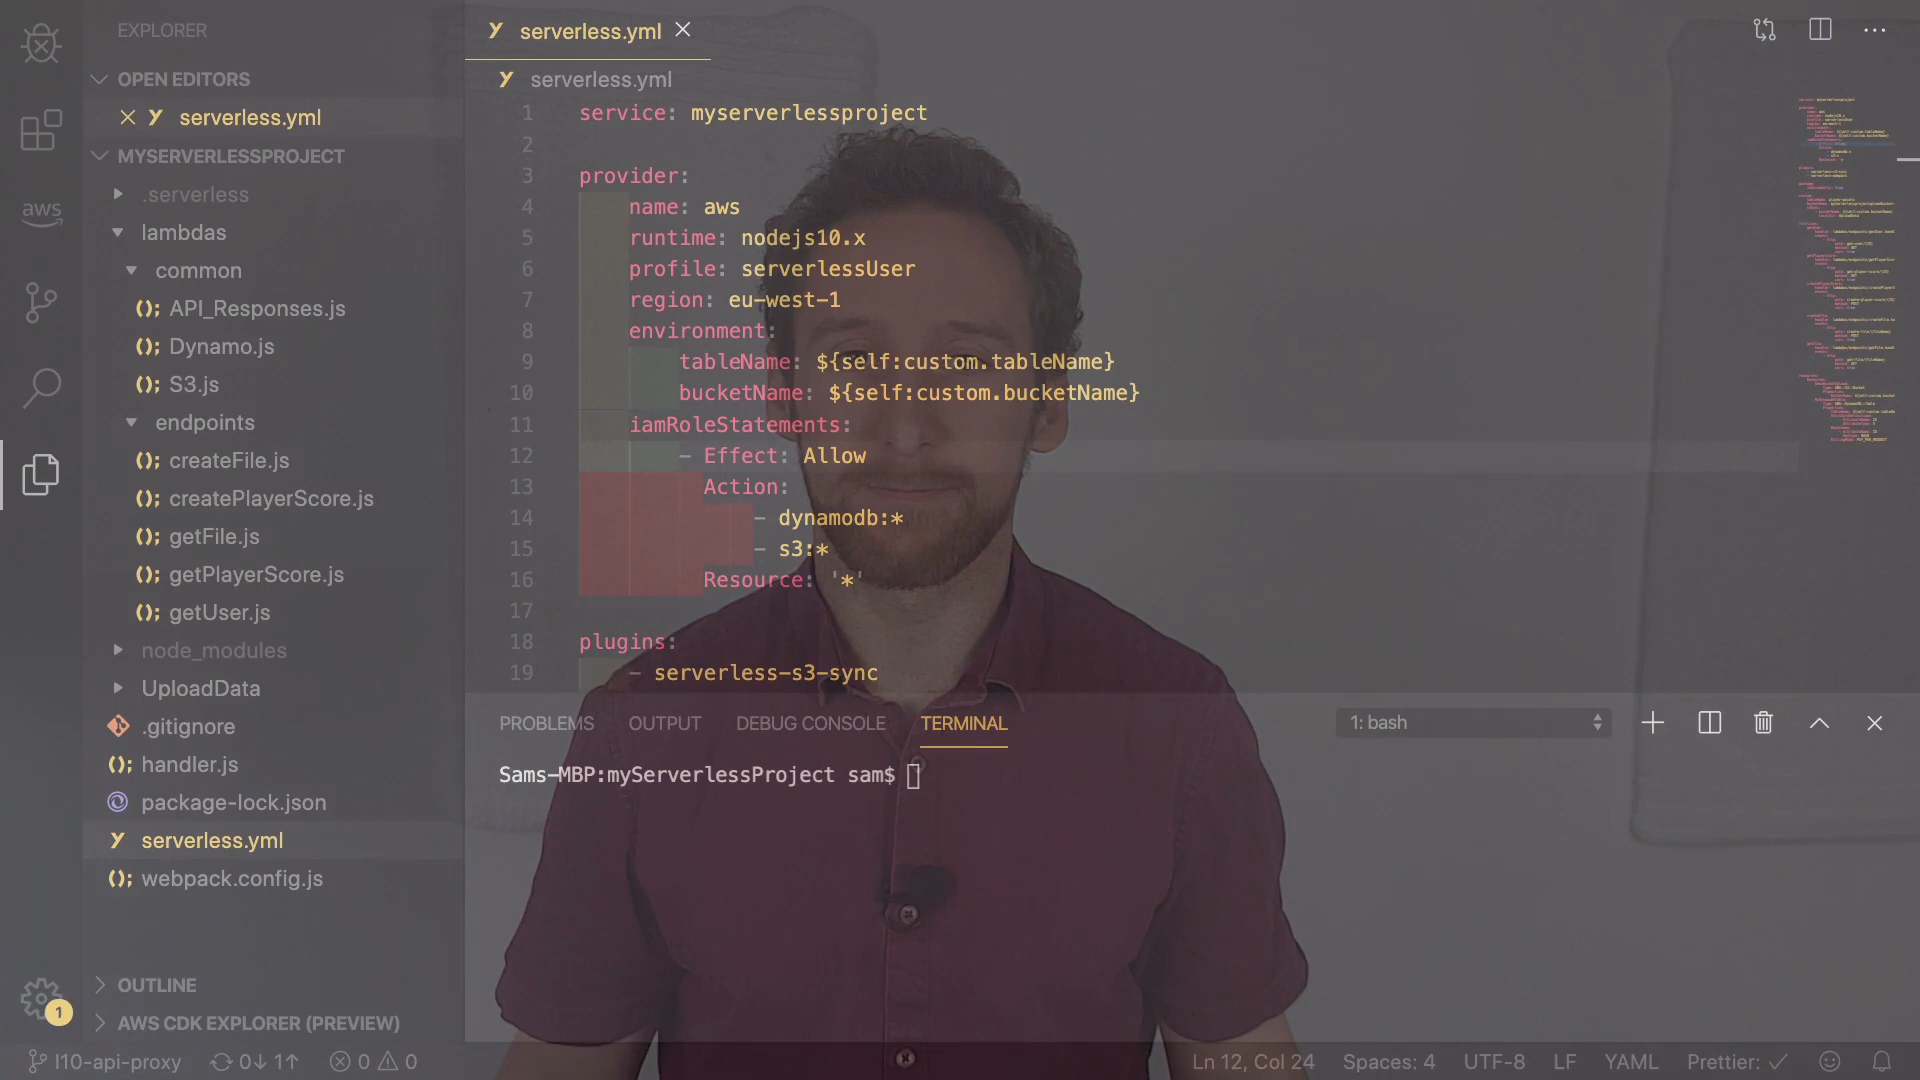 EXPLORER
OPEN EDITORS
serverless.yml
MYSERVERLESSPROJECT
.serverless
lambdas
common
API_Responses.js
Dynamo.js
S3.js
endpoints
createFile.js
createPlayerScore.js
getFile.js
getPlayerScore.js
getUser.js
node_modules
UploadData
.gitignore
handler.js
package-lock.json
serverless.yml
webpack.config.js
OUTLINE
AWS CDK EXPLORER (PREVIEW)
aws
1
serverless.yml
serverless.yml
1 service: myserverlessproject
2
3 provider:
4 name: aws
5 runtime: nodejs10.x
6 profile: serverlessUser
7 region: eu-west-1
8 environment:
9 tableName: ${self:custom.tableName}
10 bucketName: ${self:custom.bucketName}
11 iamRoleStatements:
12 - Effect: Allow
13 Action:
14 - dynamodb:*
15 - s3:*
16 Resource: '*'
17
18 plugins:
19 - serverless-s3-sync
PROBLEMS OUTPUT DEBUG CONSOLE TERMINAL 1: bash
Sams-MBP:myServerlessProject sam$
l10-api-proxy 0↓ 1↑ 0 0 Ln 12, Col 24 Spaces: 4 UTF-8 LF YAML Prettier: ✓